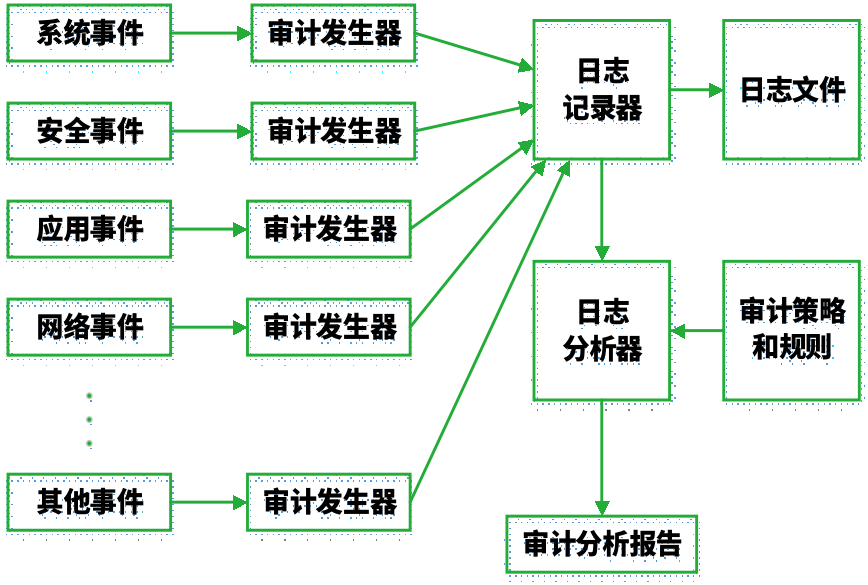 系统事件
审计发生器
日志
记录器
日志文件
安全事件
审计发生器
应用事件
审计发生器
网络事件
审计发生器
日志
分析器
审计策略
和规则
其他事件
审计发生器
审计分析报告